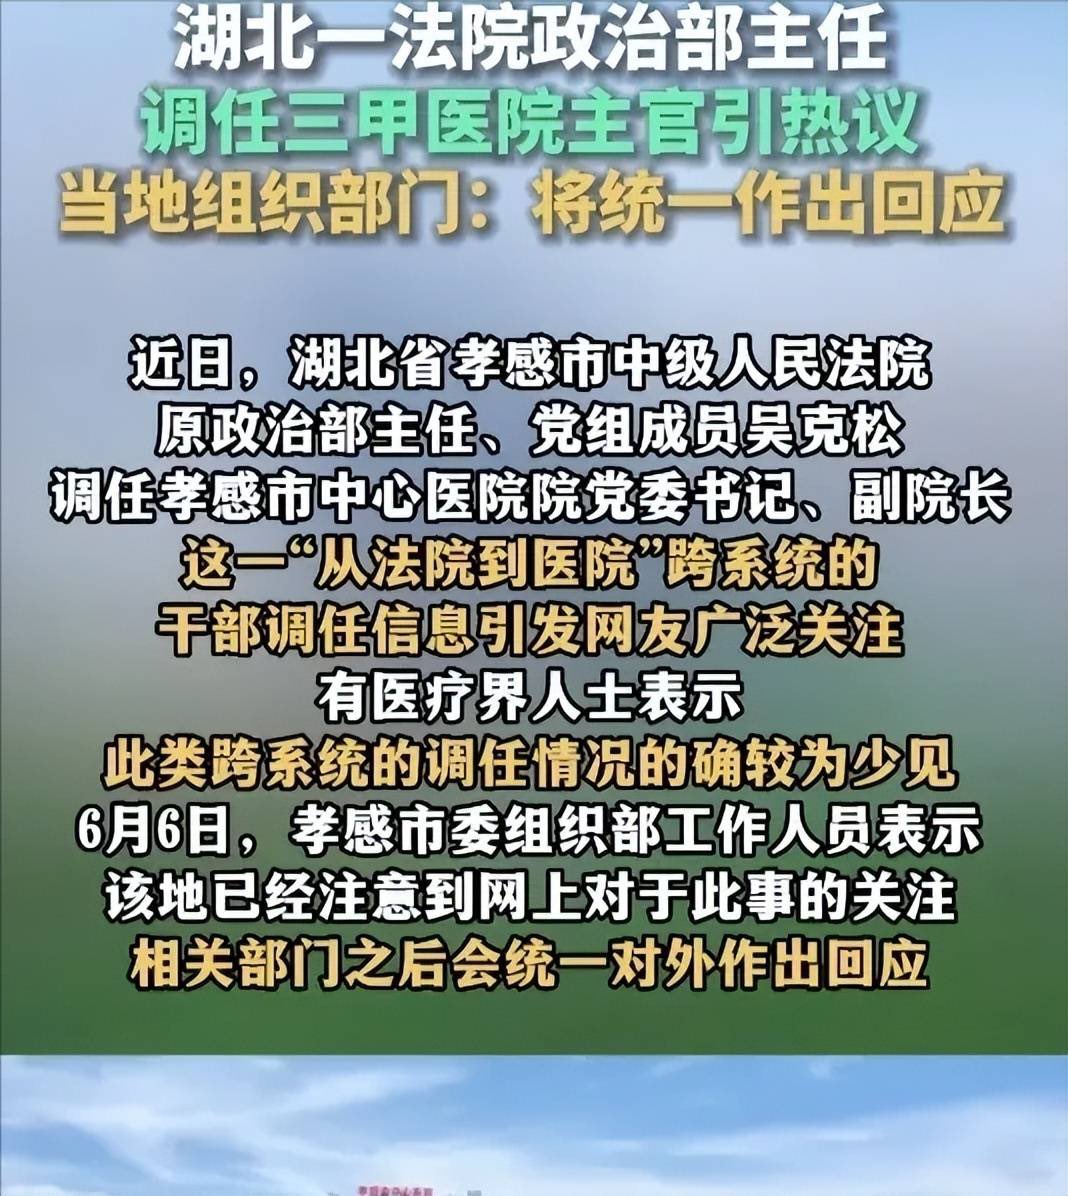 湖北一法院政治部主任
调任三甲医院主官引热议
当地组织部门：将统一作出回应
近日，湖北省孝感市中级人民法院
原政治部主任、党组成员吴克松
调任孝感市中心医院院党委书记、副院长
这一“从法院到医院”跨系统的
干部调任信息引发网友广泛关注
有医疗界人士表示
此类跨系统的调任情况的确较为少见
6月6日，孝感市委组织部工作人员表示
该地已经注意到网上对于此事的关注
相关部门之后会统一对外作出回应